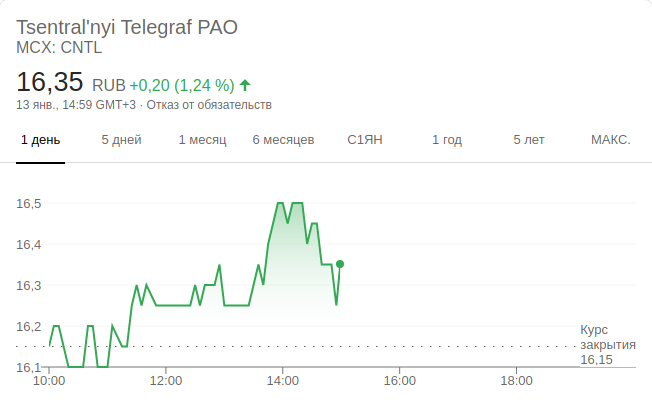 Tsentral'nyi Telegraf PAO
MCX: CNTL
16,35 RUB +0,20 (1,24 %)
13 янв., 14:59 GMT+3 · Отказ от обязательств
1 день 5 дней 1 месяц 6 месяцев С1ЯН 1 год 5 лет МАКС.
16,5
16,4
16,3
16,2
Курс
закрытия
16,15
16,1
10:00 12:00 14:00 16:00 18:00